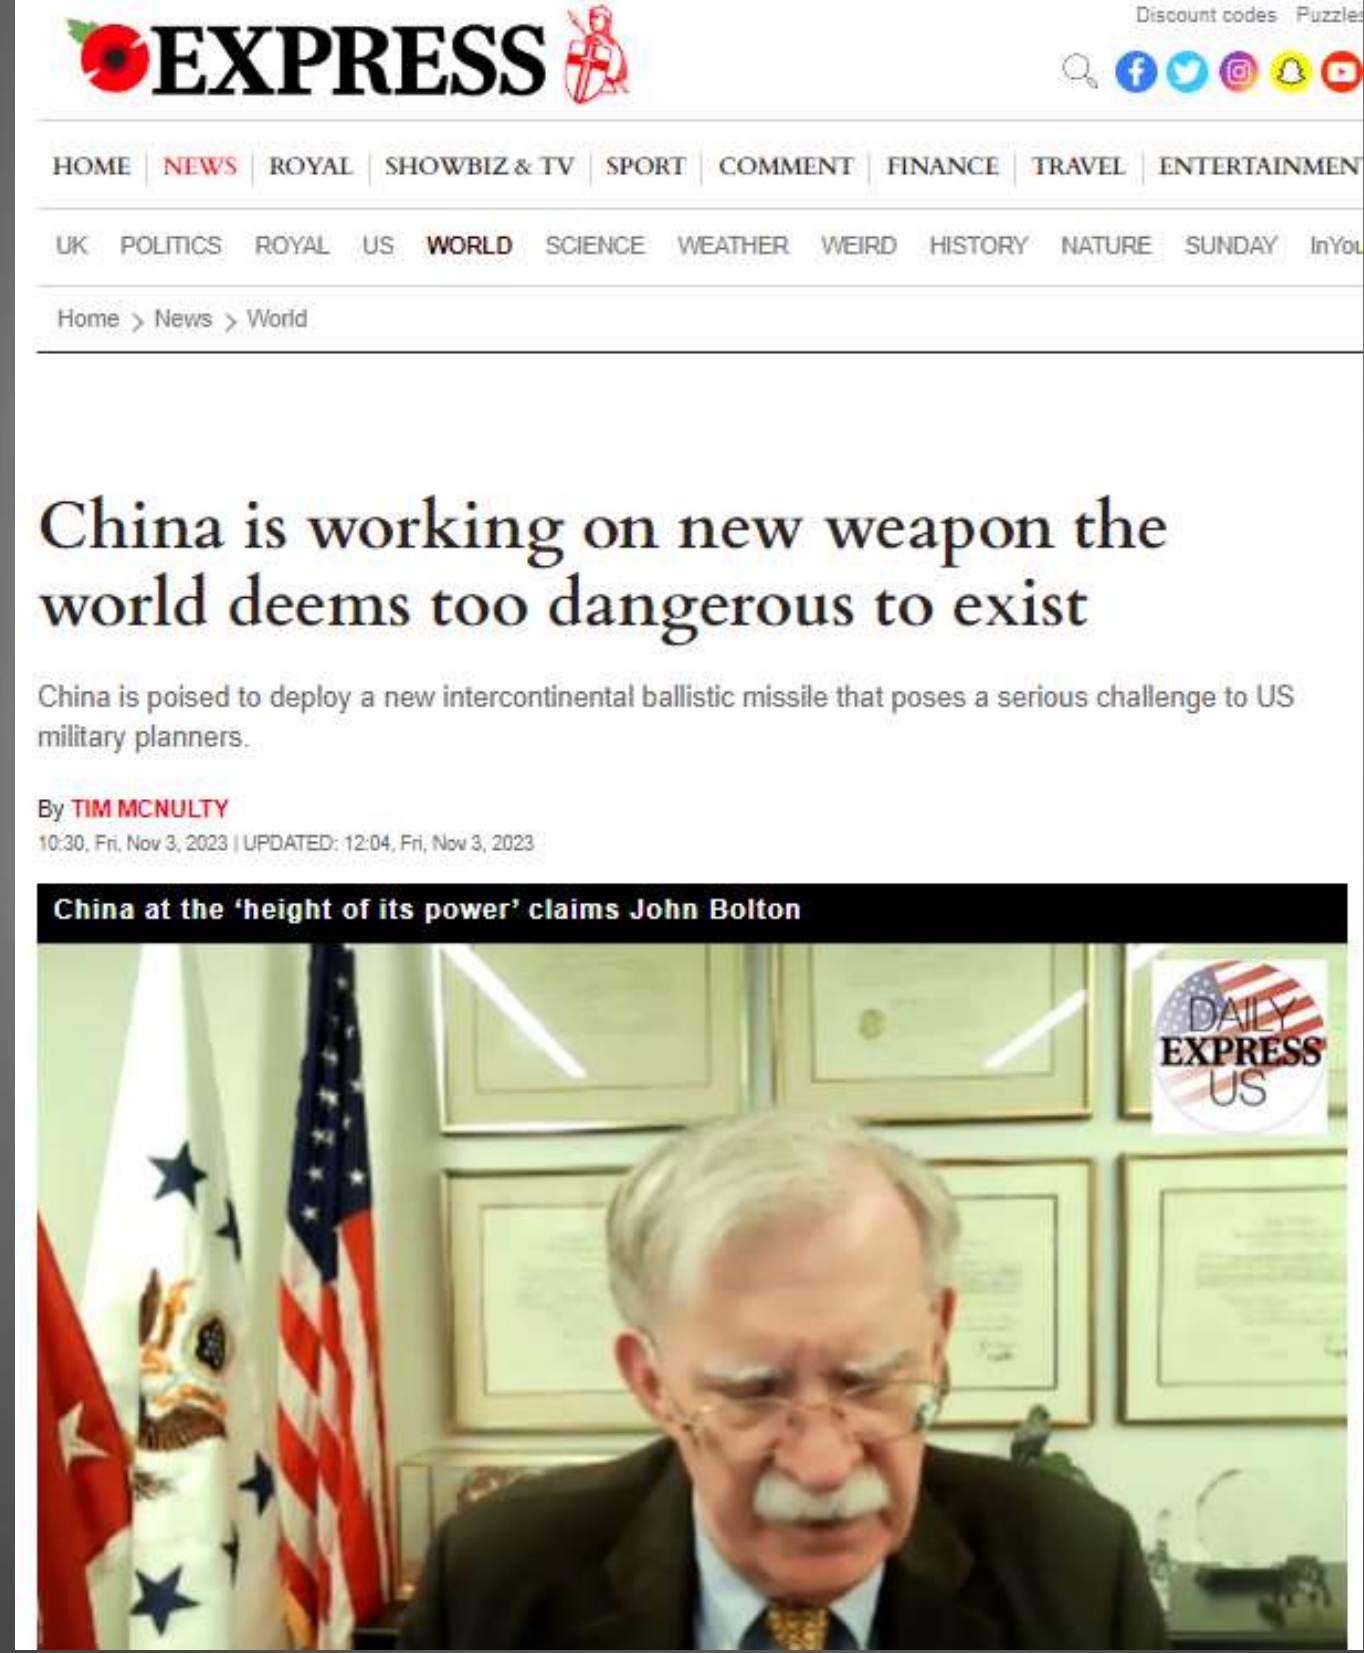 Discount codes Puzzles
EXPRESS
HOME NEWS ROYAL SHOWBIZ & TV SPORT COMMENT FINANCE TRAVEL ENTERTAINMENT
UK POLITICS ROYAL US WORLD SCIENCE WEATHER WEIRD HISTORY NATURE SUNDAY InYou
Home > News > World
China is working on new weapon the
world deems too dangerous to exist
China is poised to deploy a new intercontinental ballistic missile that poses a serious challenge to US
military planners.
By TIM MCNULTY
10:30, Fri, Nov 3, 2023 | UPDATED: 12:04, Fri, Nov 3, 2023
China at the ‘height of its power’ claims John Bolton
DAILY
EXPRESS
US